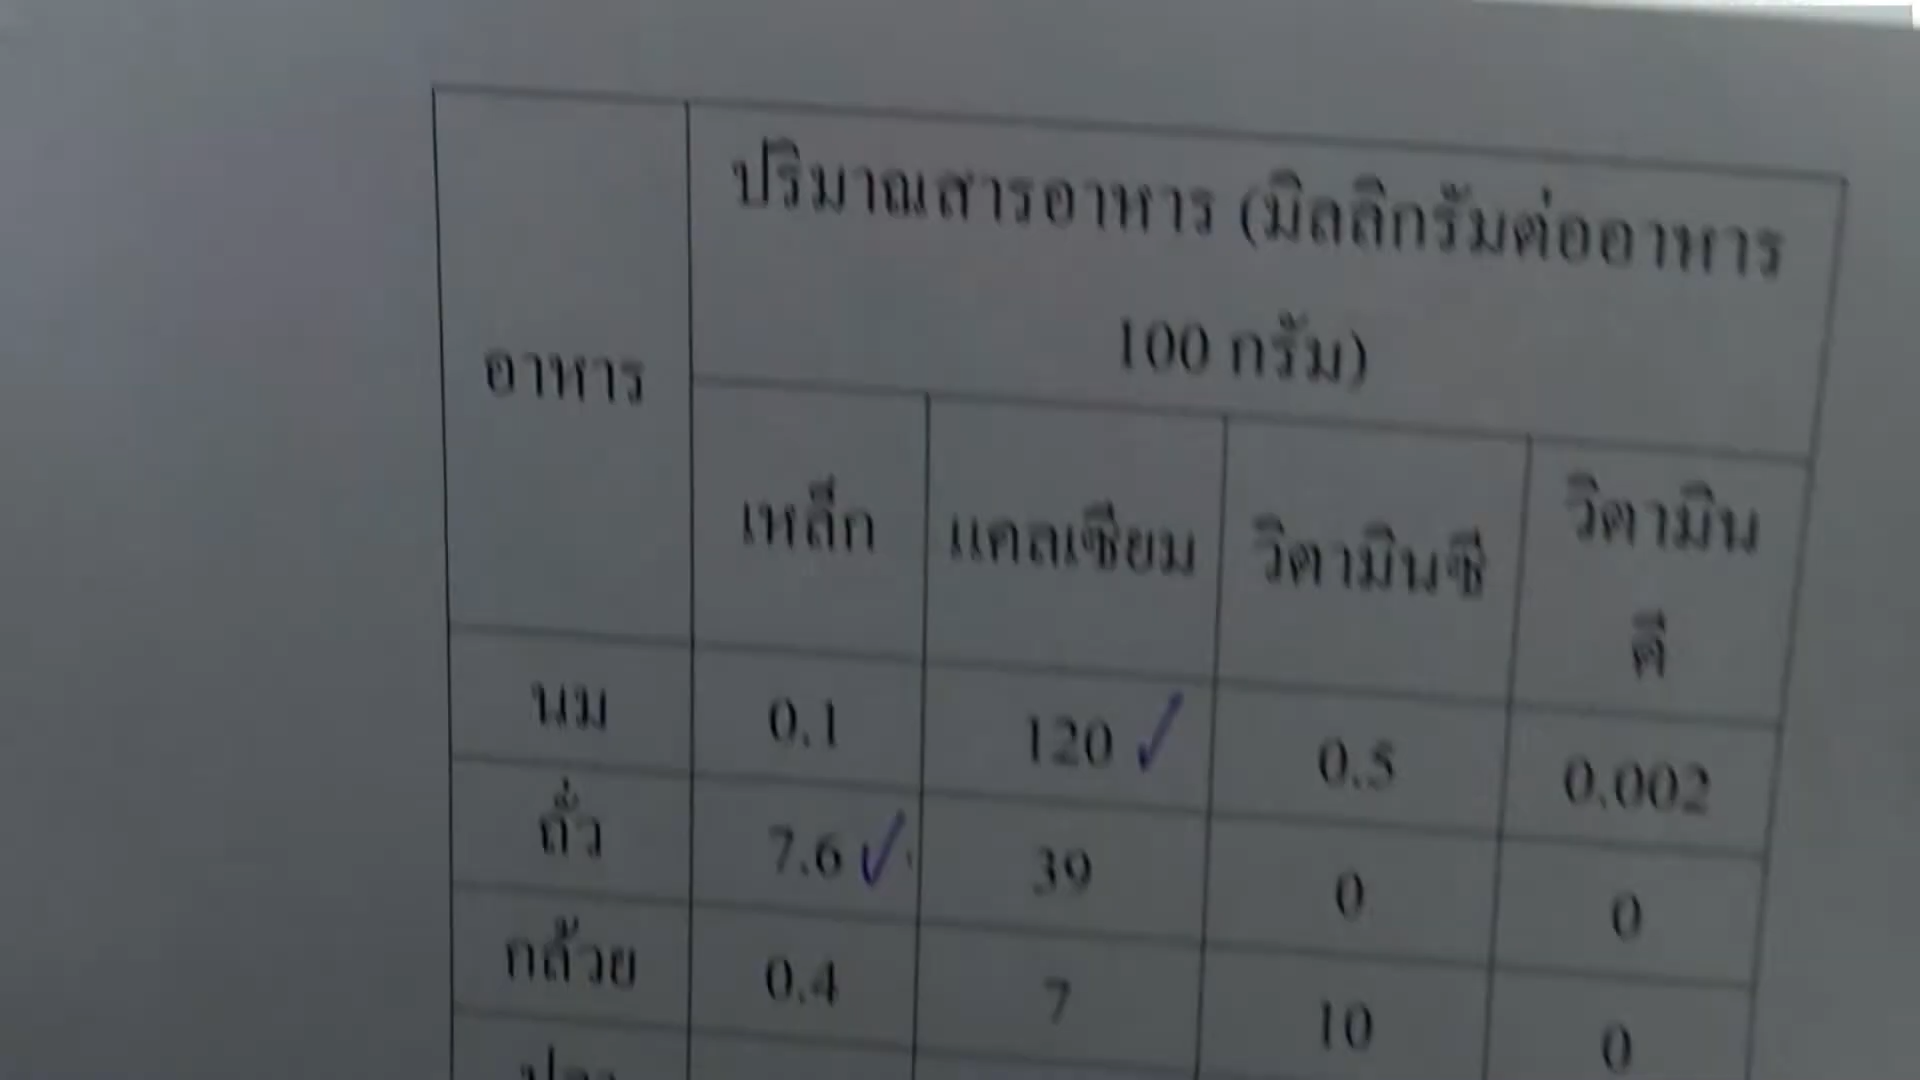 ปริมาณสารอาหาร (มิลลิกรัมต่ออาหาร
100 กรัม)
อาหาร
เหล็ก แคลเซียม วิตามินซี วิตามิน
ดี
นม 0.1 120 ✓ 0.5 0.002
ถั่ว 7.6 ✓ 39 0 0
กล้วย 0.4 7 10 0